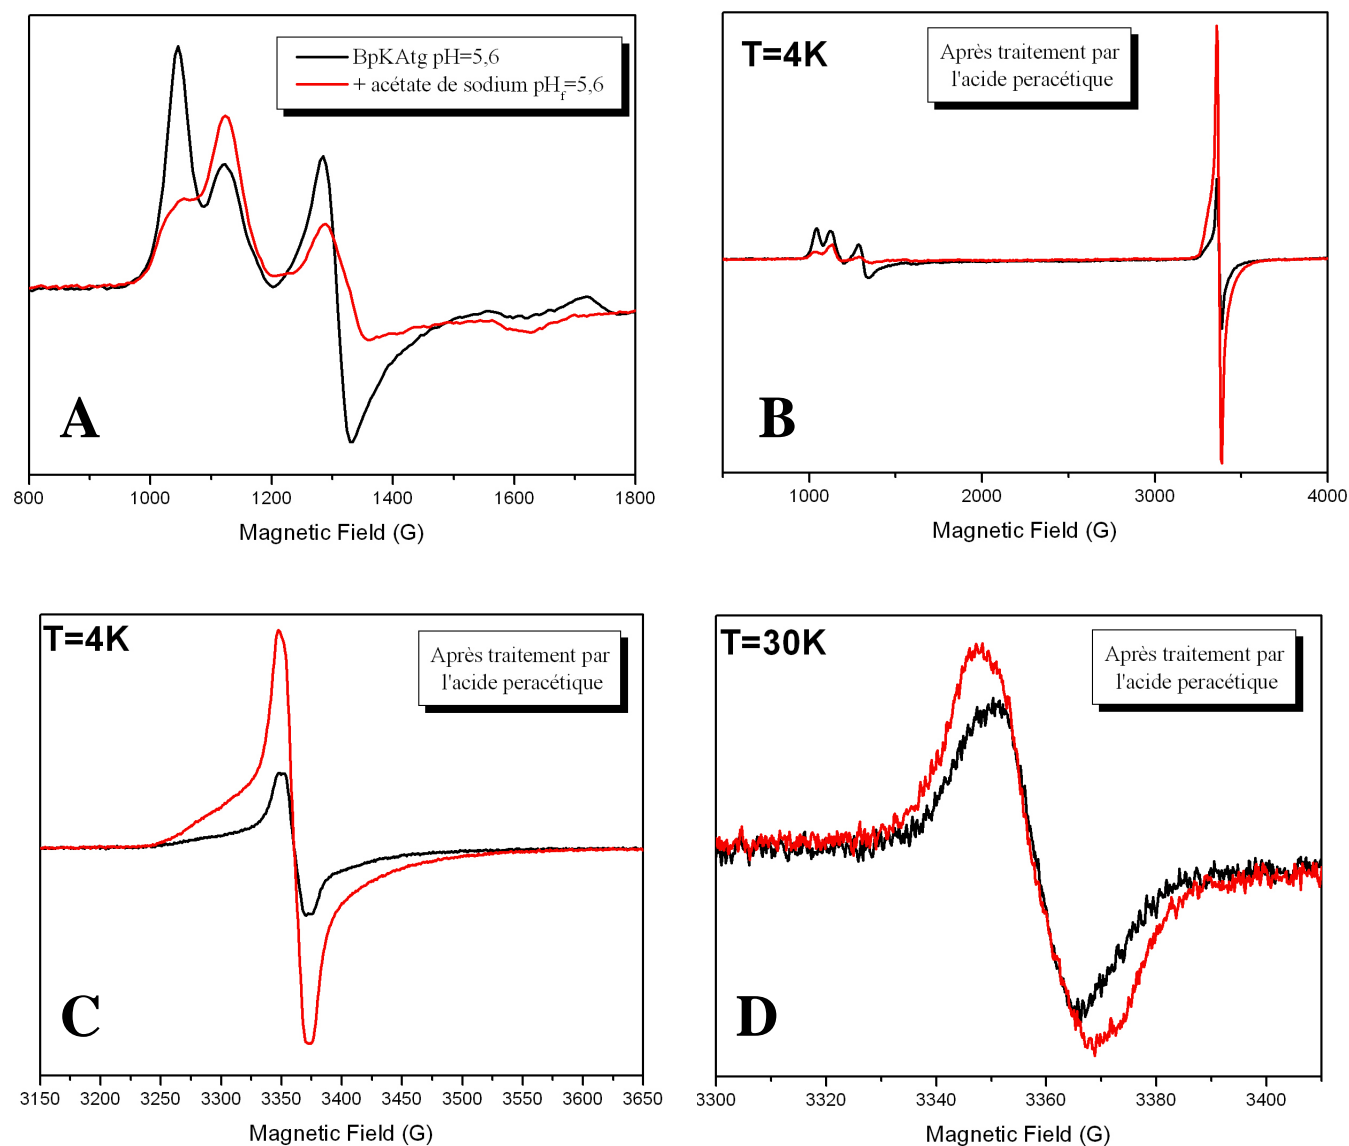 BpKAtg pH=5,6
+ acétate de sodium pHf=5,6
A
800 1000 1200 1400 1600 1800
Magnetic Field (G)
T=4K
Après traitement par
l'acide peracétique
B
1000 2000 3000 4000
Magnetic Field (G)
T=4K
Après traitement par
l'acide peracétique
C
3150 3200 3250 3300 3350 3400 3450 3500 3550 3600 3650
Magnetic Field (G)
T=30K
Après traitement par
l'acide peracétique
D
3300 3320 3340 3360 3380 3400
Magnetic Field (G)